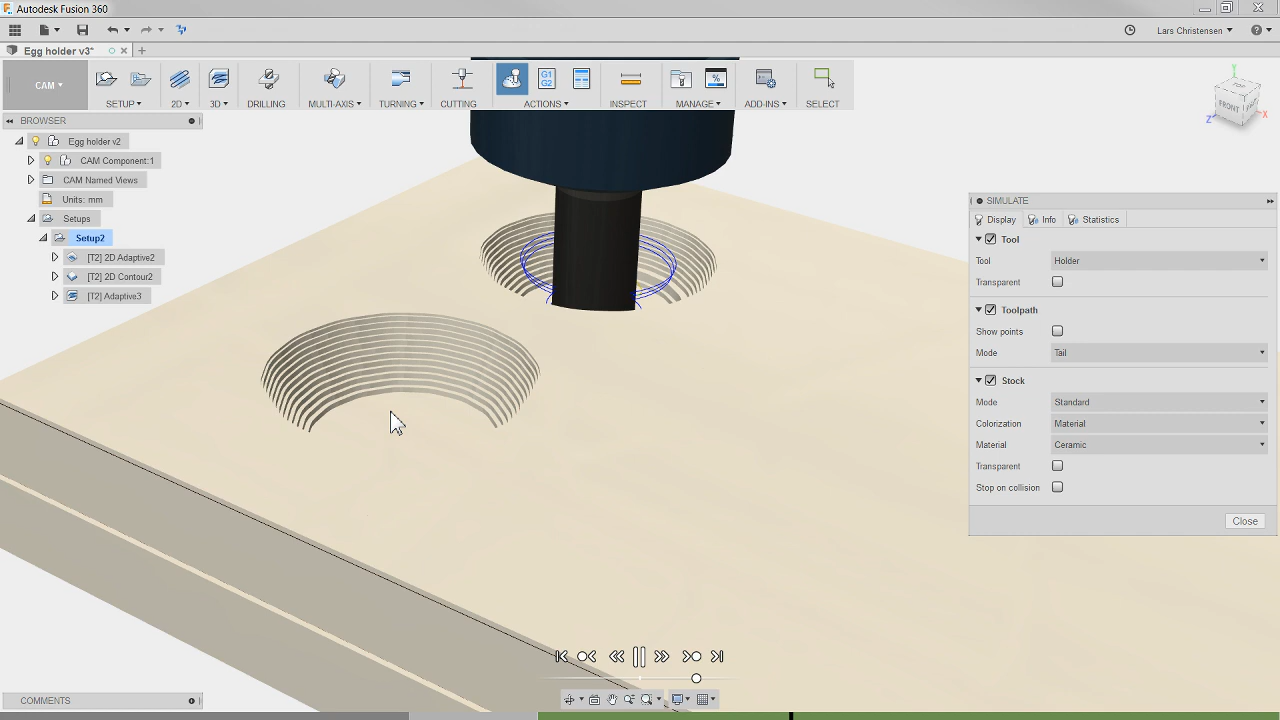 Autodesk Fusion 360
Lars Christensen
Egg holder v3*
CAM
SETUP
2D
3D
DRILLING
MULTI-AXIS
TURNING
CUTTING
G1
G2
ACTIONS
INSPECT
MANAGE
ADD-INS
SELECT
BROWSER
Egg holder v2
CAM Component:1
CAM Named Views
Units: mm
Setups
Setup2
[T2] 2D Adaptive2
[T2] 2D Contour2
[T2] Adaptive3
Y
FRONT
Z
X
SIMULATE
Display
Info
Statistics
Tool
Tool Holder
Transparent
Toolpath
Show points
Mode Tail
Stock
Mode Standard
Colorization Material
Material Ceramic
Transparent
Stop on collision
Close
COMMENTS